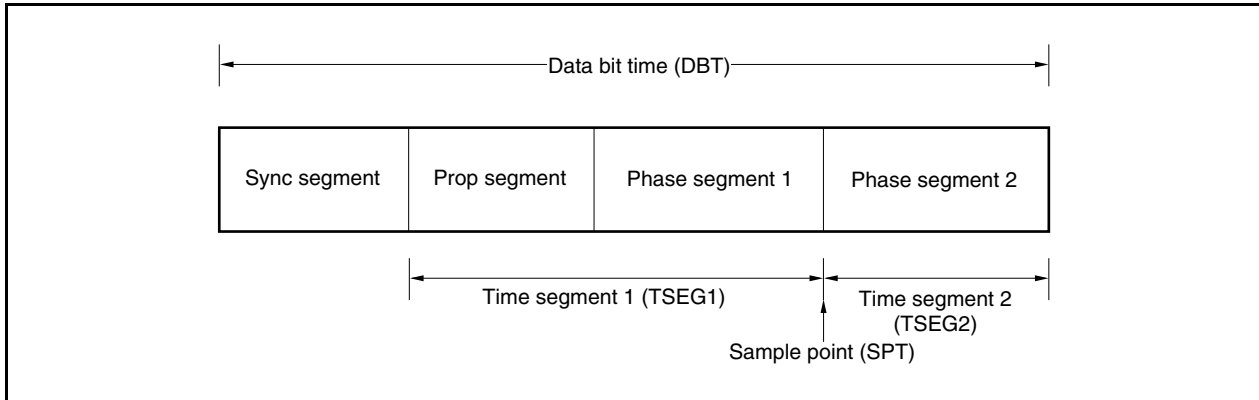 Data bit time (DBT)
Sync segment
Prop segment
Phase segment 1
Phase segment 2
Time segment 1 (TSEG1)
Time segment 2
(TSEG2)
Sample point (SPT)